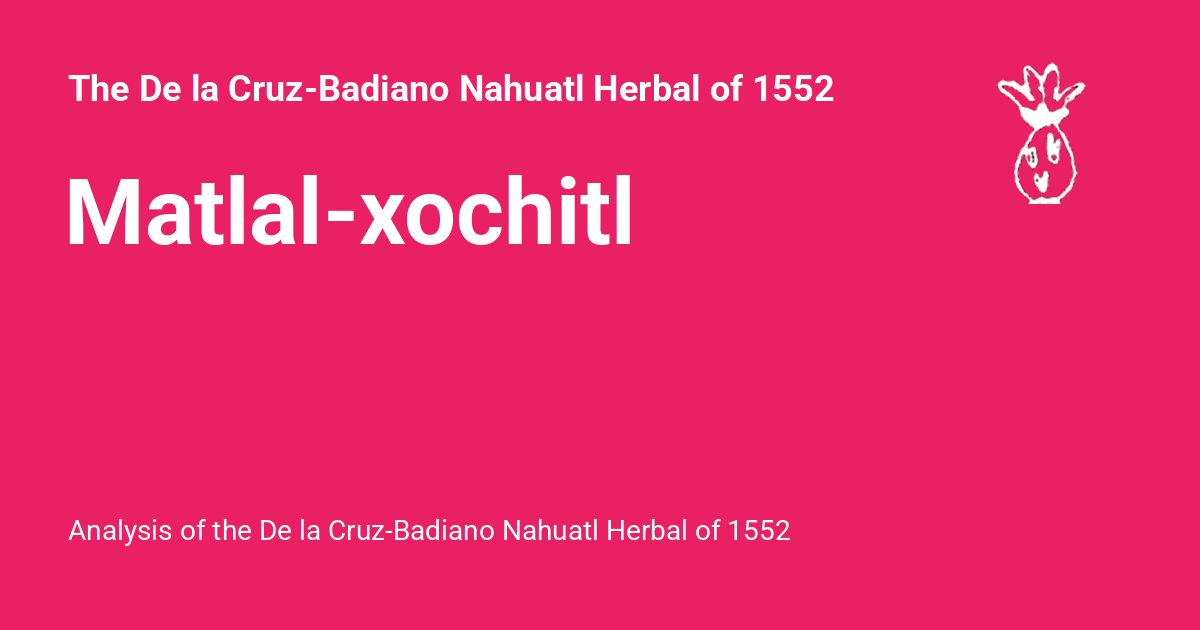 The De la Cruz-Badiano Nahuatl Herbal of 1552
Matlal-xochitl
Analysis of the De la Cruz-Badiano Nahuatl Herbal of 1552